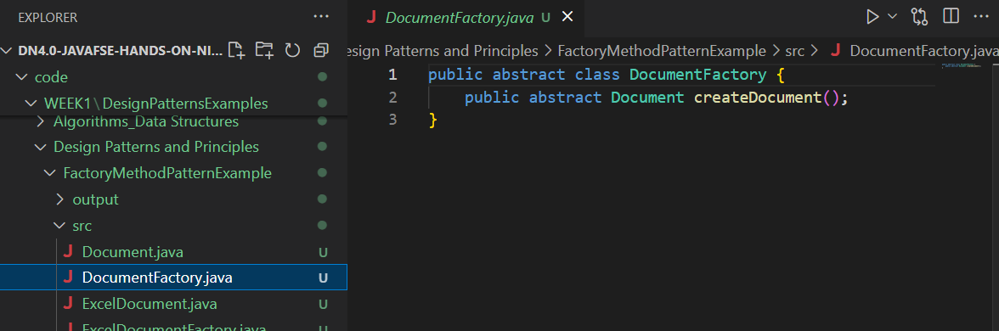 EXPLORER
DN4.0-JAVAFSE-HANDS-ON-NI...
code
WEEK1\DesignPatternsExamples
Algorithms_Data Structures
Design Patterns and Principles
FactoryMethodPatternExample
output
src
J Document.java U
J DocumentFactory.java U
J ExcelDocument.java U
ExcelDocumentFactory.java U
J DocumentFactory.java U
esign Patterns and Principles > FactoryMethodPatternExample > src > J DocumentFactory.java
1 public abstract class DocumentFactory {
2 public abstract Document createDocument();
3 }